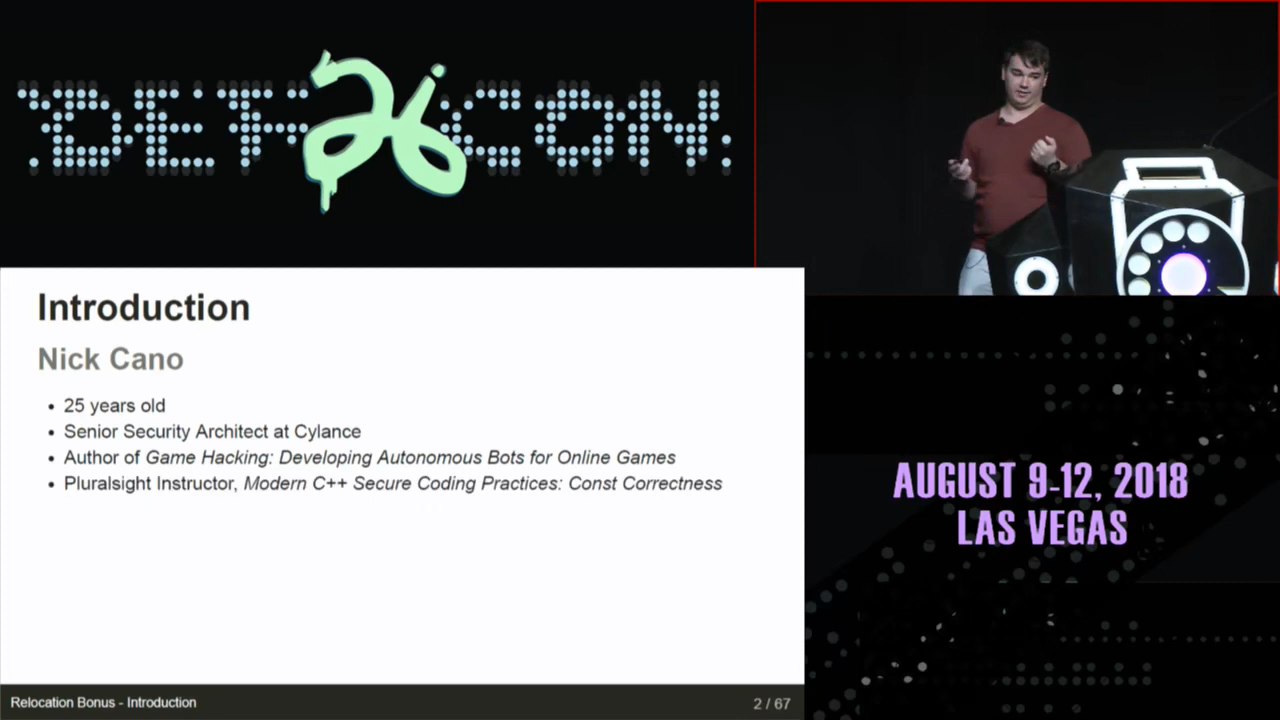 DEF 26 CON
Introduction
Nick Cano
• 25 years old
• Senior Security Architect at Cylance
• Author of Game Hacking: Developing Autonomous Bots for Online Games
• Pluralsight Instructor, Modern C++ Secure Coding Practices: Const Correctness
AUGUST 9-12, 2018
LAS VEGAS
Relocation Bonus - Introduction
2 / 67